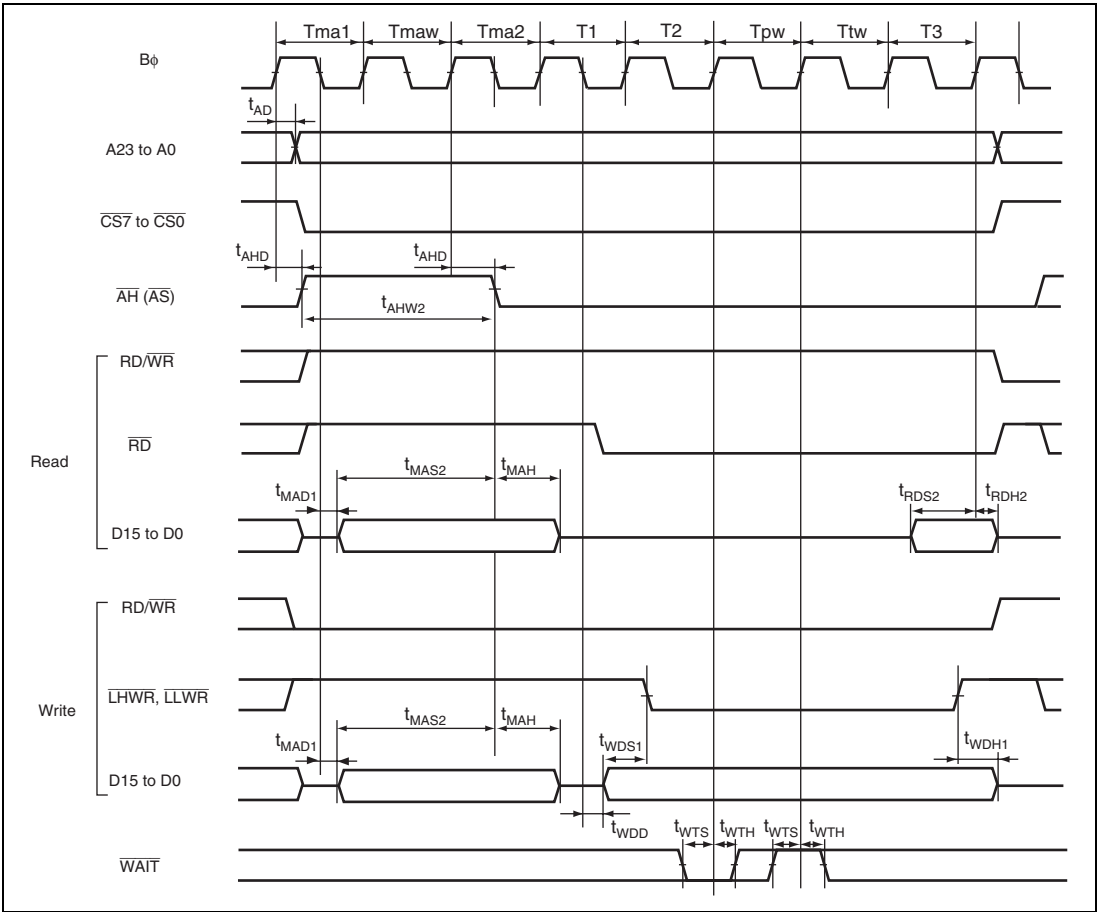 Tma1 Tmaw Tma2 T1 T2 Tpw Ttw T3
Bϕ
tAD
A23 to A0
CS7 to CS0
tAHD tAHD
AH (AS)
tAHW2
RD/WR
RD
Read
tMAS2 tMAH
tMAD1
tRDS2 tRDH2
D15 to D0
RD/WR
LHWR, LLWR
Write
tMAS2 tMAH
tMAD1
tWDS1
tWDH1
D15 to D0
tWDD
tWTS tWTH tWTS tWTH
WAIT